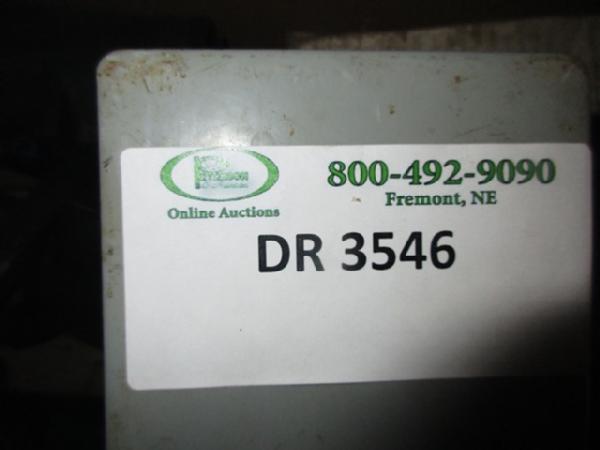 800-492-9090
Fremont, NE
Online Auctions
DR 3546